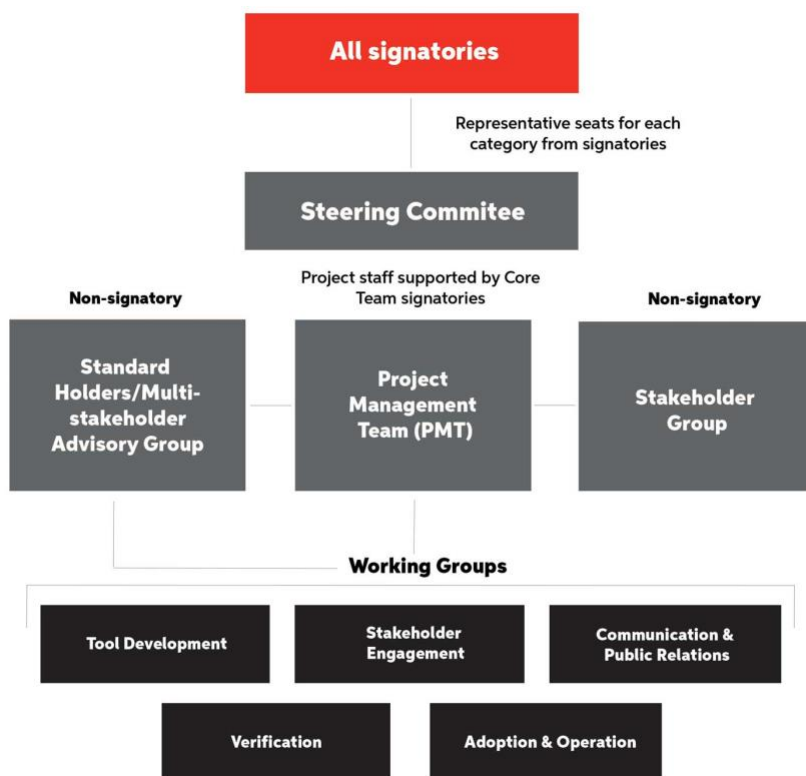 All signatories
Representative seats for each
category from signatories
Steering Commitee
Project staff supported by Core
Team signatories
Non-signatory
Non-signatory
Standard
Holders/Multi-
stakeholder
Advisory Group
Project
Management
Team (PMT)
Stakeholder
Group
Working Groups
Tool Development
Stakeholder
Engagement
Communication &
Public Relations
Verification
Adoption & Operation